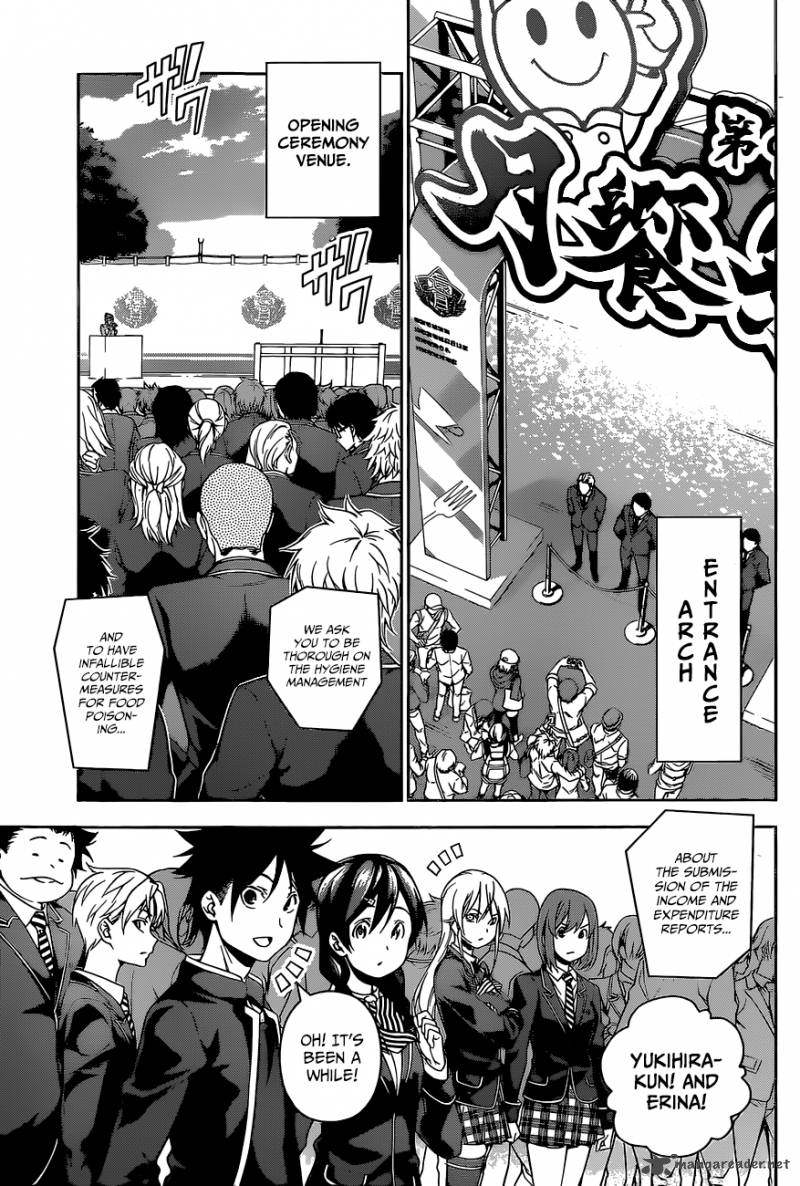 第
月饗
ENTRANCE
ARCH
OPENING
CEREMONY
VENUE.
ザワ
ザワ
WE ASK
YOU TO BE
THOROUGH ON
THE HYGIENE
MANAGEMENT
AND
TO HAVE
INFALLIBLE
COUNTER-
MEASURES
FOR FOOD
POISON-
ING...
ABOUT
THE SUBMIS-
SION OF THE
INCOME AND
EXPENDITURE
REPORTS...
YUKIHIRA-
KUN! AND
ERINA!
OH! IT'S
BEEN A
WHILE!
mangareader.net